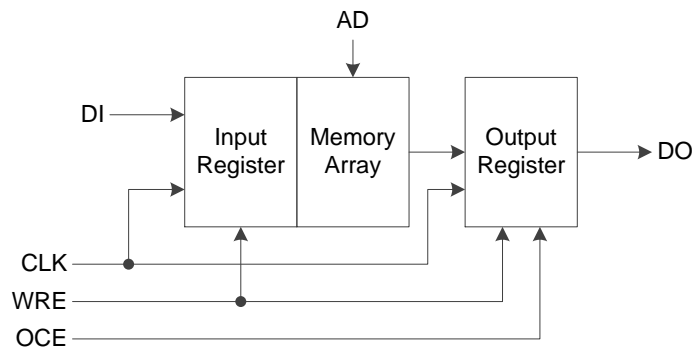 AD
DI
Input
Register
Memory
Array
Output
Register
DO
CLK
WRE
OCE